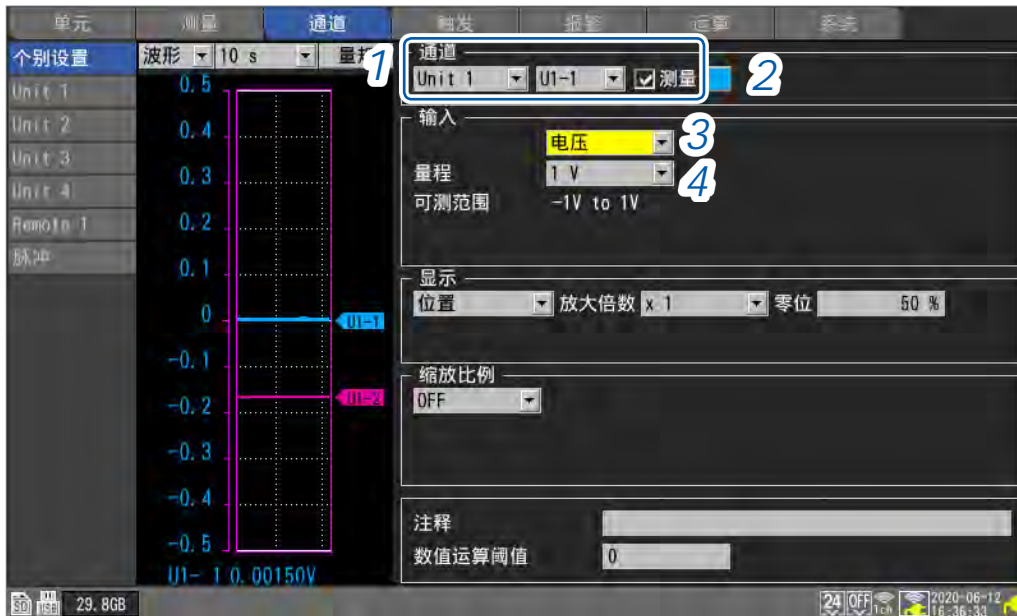 单元 测量 通道 触发 报警 运算 系统
个别设置
Unit 1
Unit 2
Unit 3
Unit 4
Remote 1
脉冲
波形 10 s
0.5
0.4
0.3
0.2
0.1
0
-0.1
-0.2
-0.3
-0.4
-0.5
U1-1
U1-2
U1- 1 0.00150V
1
通道
Unit 1 U1-1 测量 2
输入
电压 3
量程 1 V 4
可测范围 -1V to 1V
显示
位置 放大倍数 x 1 零位 50 %
缩放比例
OFF
注释
数值运算阈值 0
SD USB 29.8GB
24 OFF 1ch 2020-06-12
16:36:33